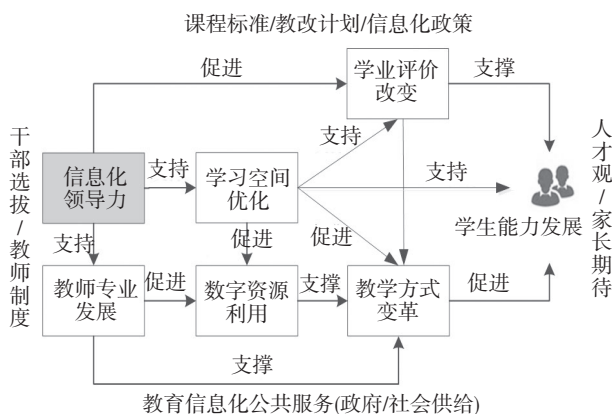 课程标准/教改计划/信息化政策
促进
学业评价
改变
支撑
干部选拔/教师制度
信息化
领导力
支持
学习空间
优化
支持
支持
学生能力发展
人才观/家长期待
支持
促进
促进
教师专业
发展
促进
数字资源
利用
支撑
教学方式
变革
促进
支撑
教育信息化公共服务(政府/社会供给)